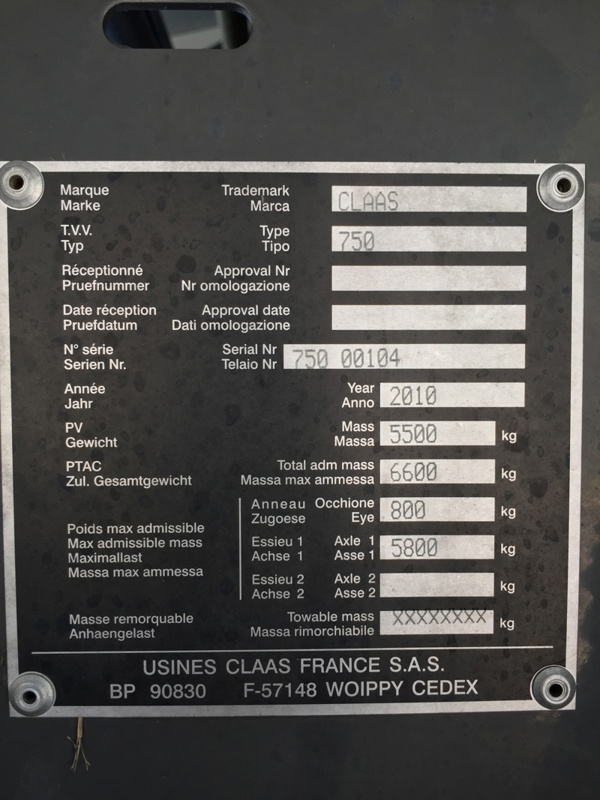 Marque Trademark CLAAS
Marke Marca
T.V.V. Type 750
Typ Tipo
Réceptionné Approval Nr
Pruefnummer Nr omologazione
Date réception Approval date
Pruefdatum Dati omologazione
N° série Serial Nr 750 00104
Serien Nr. Telaio Nr
Année Year 2010
Jahr Anno
PV Mass 5500 kg
Gewicht Massa
PTAC Total adm mass 6600 kg
Zul. Gesamtgewicht Massa max ammessa
Anneau Occhione 800 kg
Zugoese Eye
Poids max admissible
Max admissible mass
Maximallast
Massa max ammessa
Essieu 1 Axle 1 5800 kg
Achse 1 Asse 1
Essieu 2 Axle 2 kg
Achse 2 Asse 2
Masse remorquable Towable mass XXXXXXXX kg
Anhaengelast Massa rimorchiabile
USINES CLAAS FRANCE S.A.S.
BP 90830 F-57148 WOIPPY CEDEX